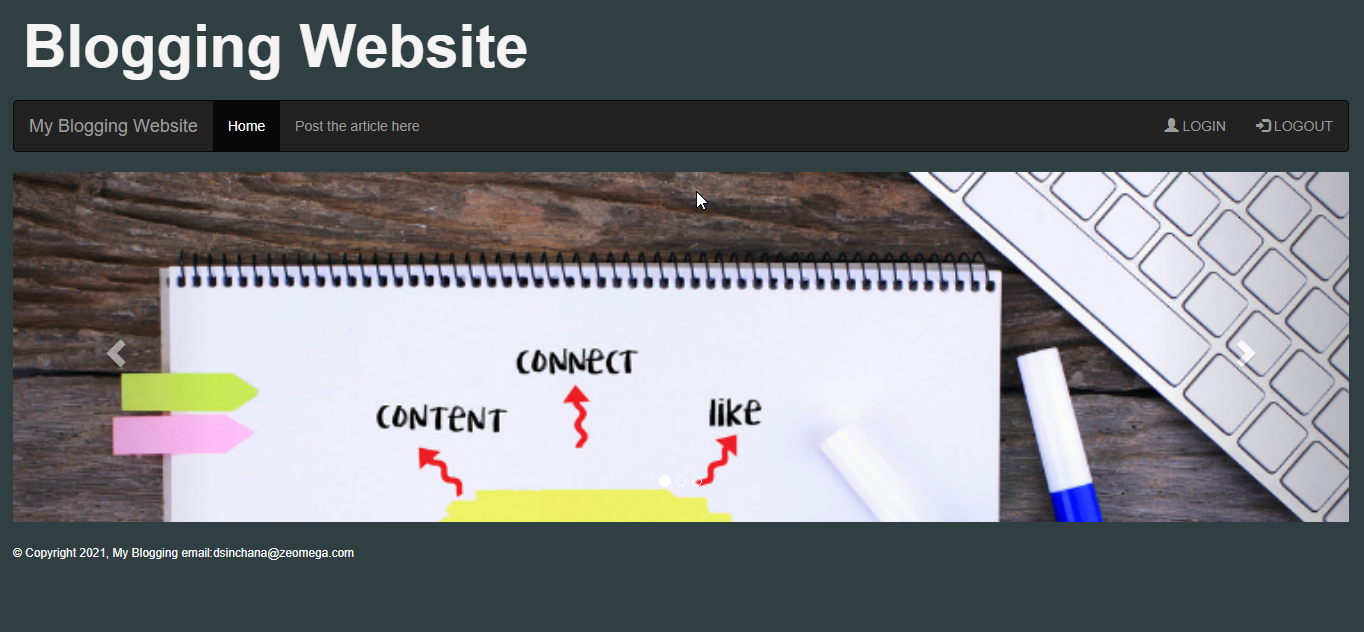 Blogging Website
My Blogging Website Home Post the article here LOGIN LOGOUT
CONNECT
CONTENT like
© Copyright 2021, My Blogging email:dsinchana@zeomega.com